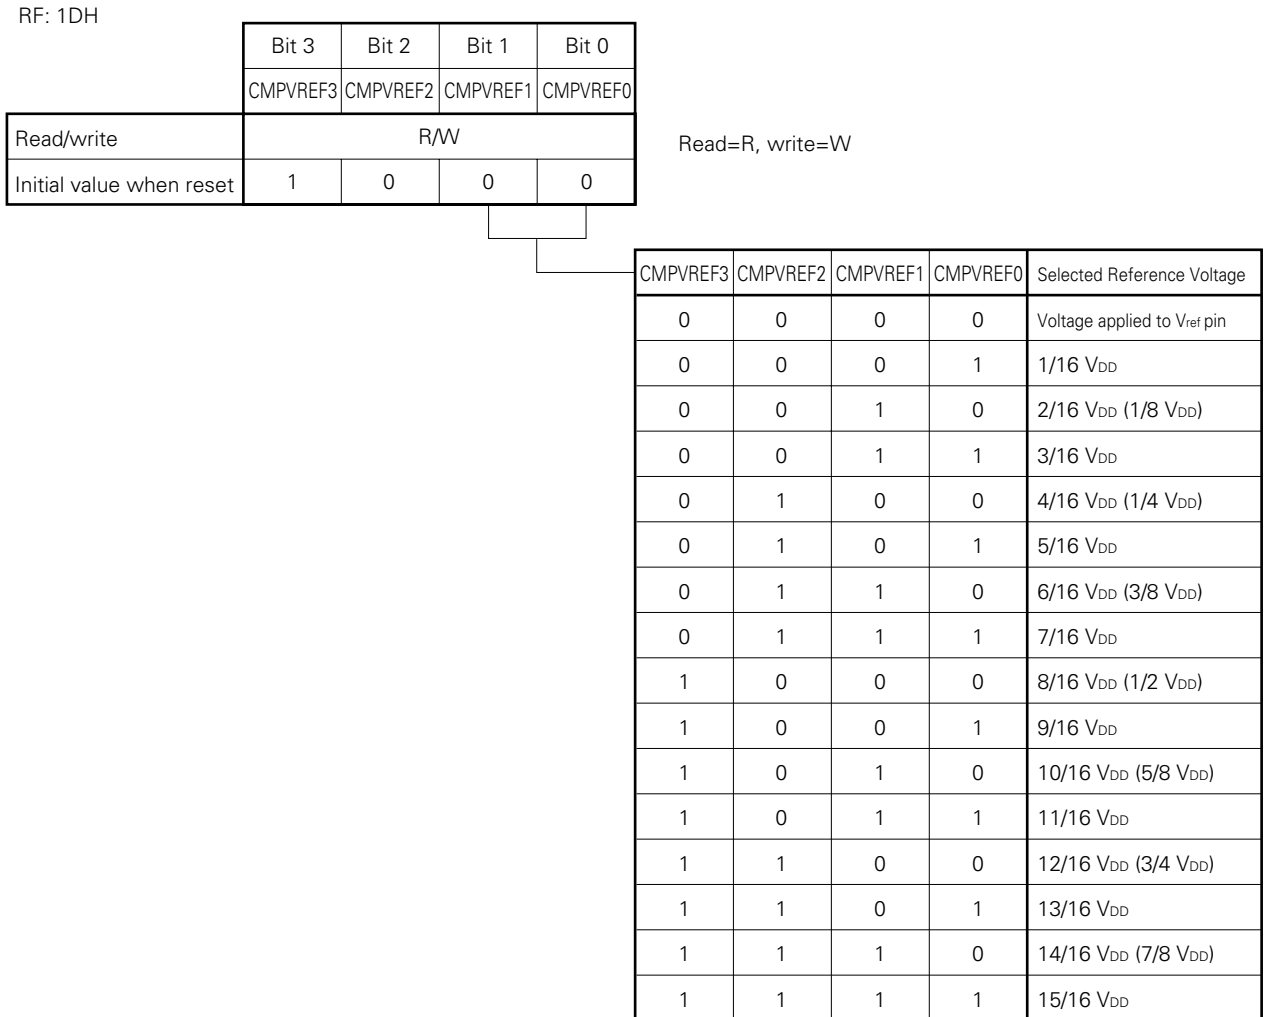 RF: 1DH
Bit 3 Bit 2 Bit 1 Bit 0
CMPVREF3 CMPVREF2 CMPVREF1 CMPVREF0
Read/write R/W
Read=R, write=W
Initial value when reset 1 0 0 0
CMPVREF3 CMPVREF2 CMPVREF1 CMPVREF0 Selected Reference Voltage
0 0 0 0 Voltage applied to Vref pin
0 0 0 1 1/16 VDD
0 0 1 0 2/16 VDD (1/8 VDD)
0 0 1 1 3/16 VDD
0 1 0 0 4/16 VDD (1/4 VDD)
0 1 0 1 5/16 VDD
0 1 1 0 6/16 VDD (3/8 VDD)
0 1 1 1 7/16 VDD
1 0 0 0 8/16 VDD (1/2 VDD)
1 0 0 1 9/16 VDD
1 0 1 0 10/16 VDD (5/8 VDD)
1 0 1 1 11/16 VDD
1 1 0 0 12/16 VDD (3/4 VDD)
1 1 0 1 13/16 VDD
1 1 1 0 14/16 VDD (7/8 VDD)
1 1 1 1 15/16 VDD